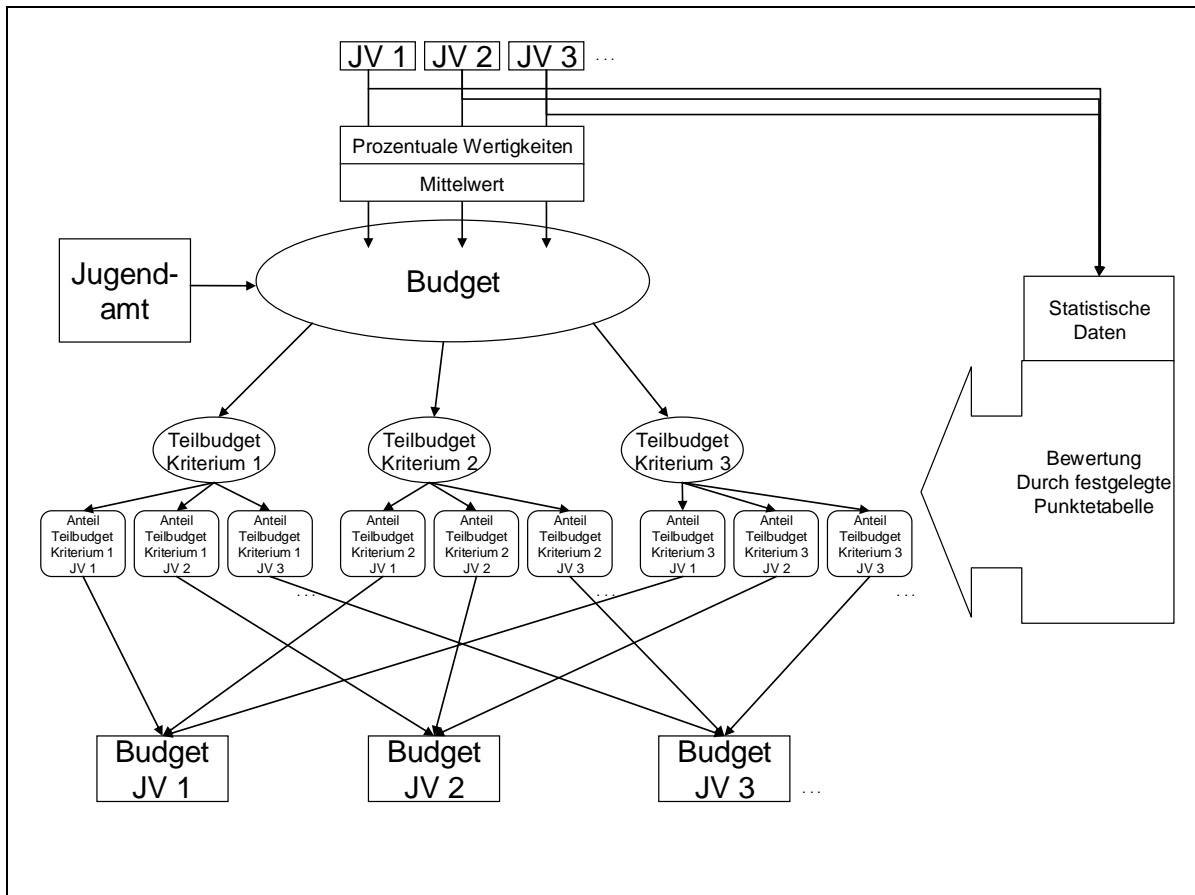 JV 1 JV 2 JV 3 ...
Prozentuale Wertigkeiten
Mittelwert
Jugend-
amt
Budget
Statistische
Daten
Teilbudget
Kriterium 1
Teilbudget
Kriterium 2
Teilbudget
Kriterium 3
Bewertung
Durch festgelegte
Punktetabelle
Anteil
Teilbudget
Kriterium 1
JV 1
Anteil
Teilbudget
Kriterium 1
JV 2
Anteil
Teilbudget
Kriterium 1
JV 3
...
Anteil
Teilbudget
Kriterium 2
JV 1
Anteil
Teilbudget
Kriterium 2
JV 2
Anteil
Teilbudget
Kriterium 2
JV 3
...
Anteil
Teilbudget
Kriterium 3
JV 1
Anteil
Teilbudget
Kriterium 3
JV 2
Anteil
Teilbudget
Kriterium 3
JV 3
...
Budget
JV 1
Budget
JV 2
Budget
JV 3
...